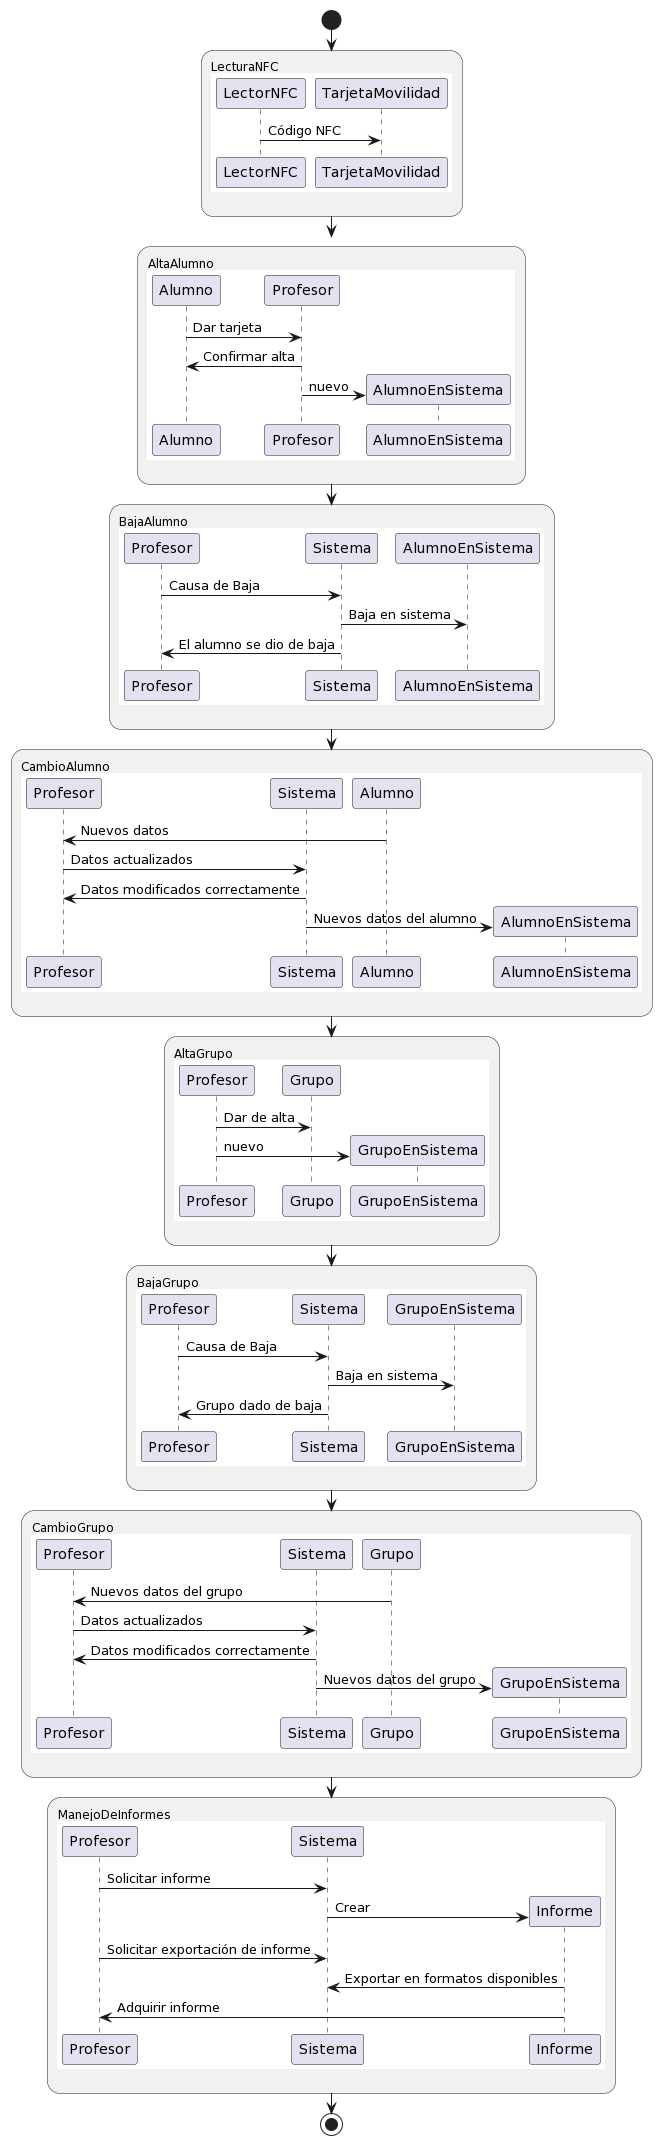 LecturaNFC
LectorNFC TarjetaMovilidad
Código NFC
LectorNFC TarjetaMovilidad
AltaAlumno
Alumno Profesor
Dar tarjeta
Confirmar alta
nuevo AlumnoEnSistema
Alumno Profesor AlumnoEnSistema
BajaAlumno
Profesor Sistema AlumnoEnSistema
Causa de Baja
Baja en sistema
El alumno se dio de baja
Profesor Sistema AlumnoEnSistema
CambioAlumno
Profesor Sistema Alumno
Nuevos datos
Datos actualizados
Datos modificados correctamente
Nuevos datos del alumno AlumnoEnSistema
Profesor Sistema Alumno AlumnoEnSistema
AltaGrupo
Profesor Grupo
Dar de alta
nuevo GrupoEnSistema
Profesor Grupo GrupoEnSistema
BajaGrupo
Profesor Sistema GrupoEnSistema
Causa de Baja
Baja en sistema
Grupo dado de baja
Profesor Sistema GrupoEnSistema
CambioGrupo
Profesor Sistema Grupo
Nuevos datos del grupo
Datos actualizados
Datos modificados correctamente
Nuevos datos del grupo GrupoEnSistema
Profesor Sistema Grupo GrupoEnSistema
ManejoDeInformes
Profesor Sistema
Solicitar informe
Crear Informe
Solicitar exportación de informe
Exportar en formatos disponibles
Adquirir informe
Profesor Sistema Informe